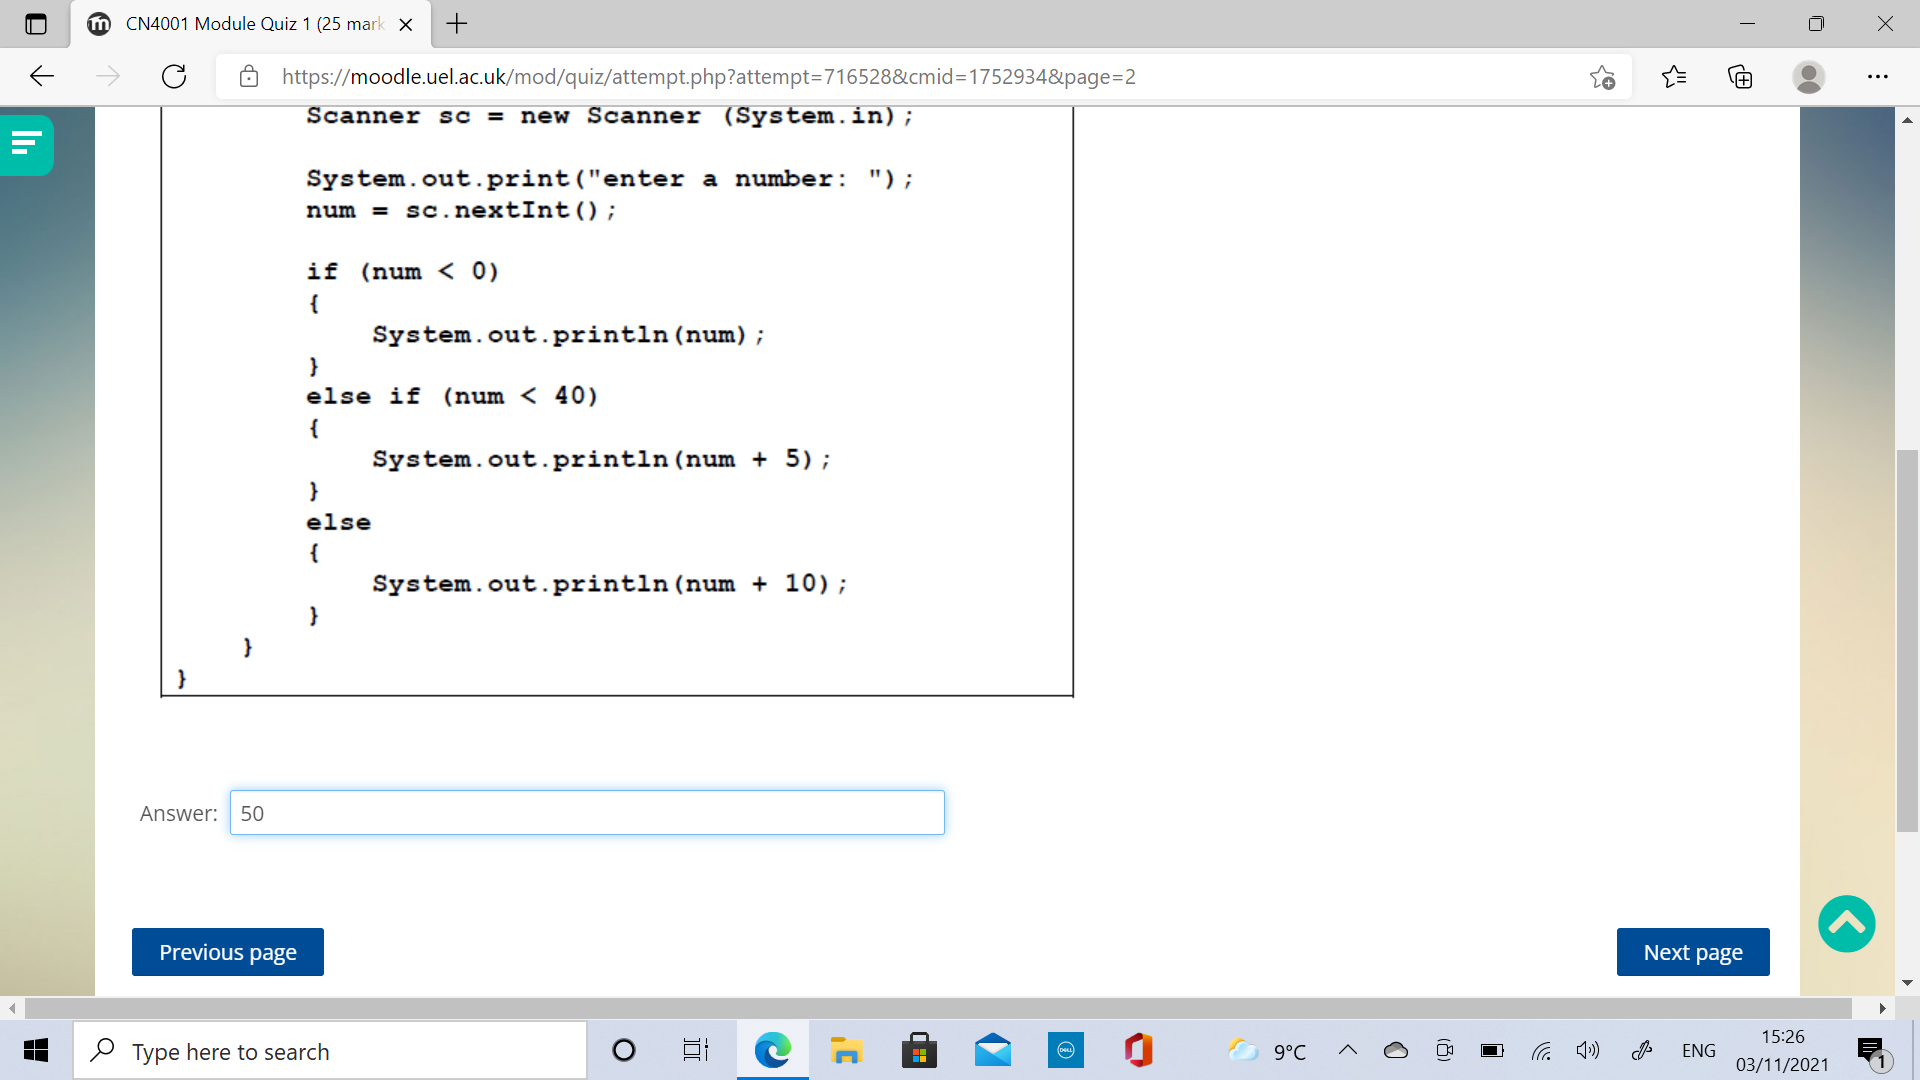 CN4001 Module Quiz 1 (25 mark
https://moodle.uel.ac.uk/mod/quiz/attempt.php?attempt=716528&cmid=1752934&page=2
Scanner sc = new Scanner (System.in);
System.out.print("enter a number: ");
num = sc.nextInt();
if (num < 0)
{
System.out.println(num);
}
else if (num < 40)
{
System.out.println(num + 5);
}
else
{
System.out.println(num + 10);
}
}
}
Answer: 50
Previous page
Next page
Type here to search
DELL
9°C
ENG
15:26
03/11/2021
1